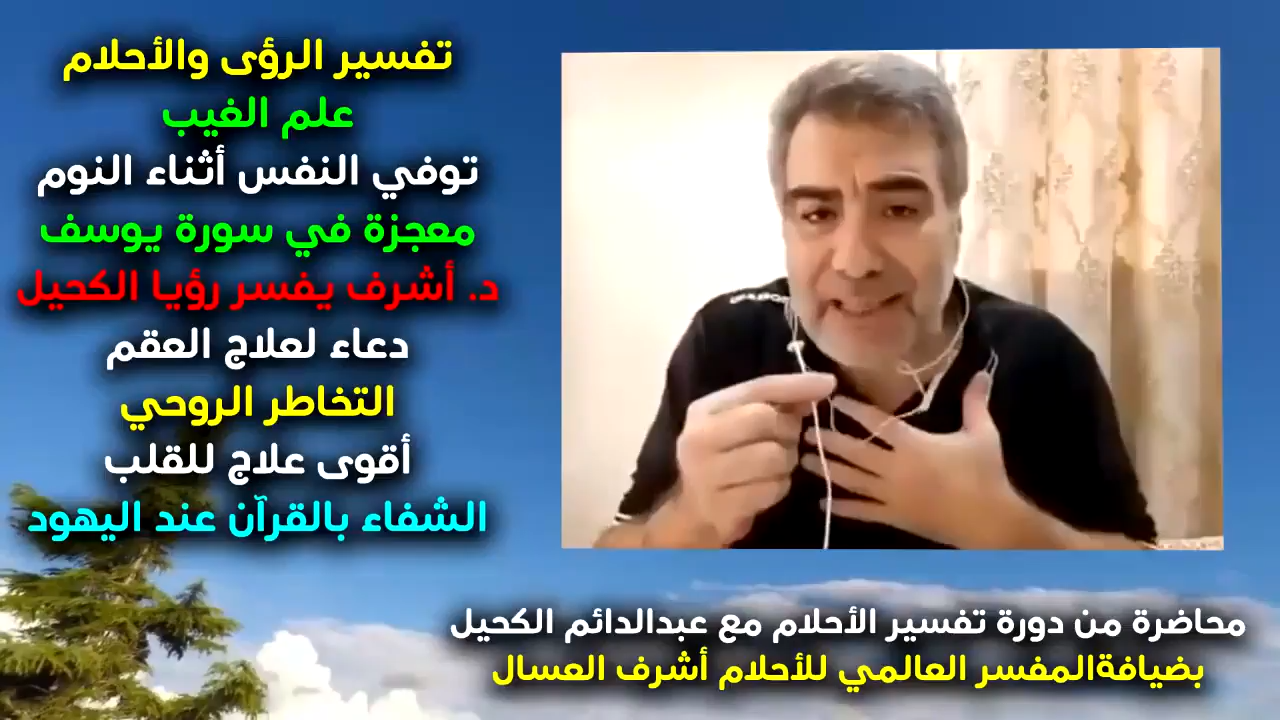 تفسير الرؤى والأحلام
علم الغيب
توفي النفس أثناء النوم
معجزة في سورة يوسف
د. أشرف يفسر رؤيا الكحيل
دعاء لعلاج العقم
التخاطر الروحي
أقوى علاج للقلب
الشفاء بالقرآن عند اليهود
محاضرة من دورة تفسير الأحلام مع عبدالدائم الكحيل
بضيافةالمفسر العالمي للأحلام أشرف العسال